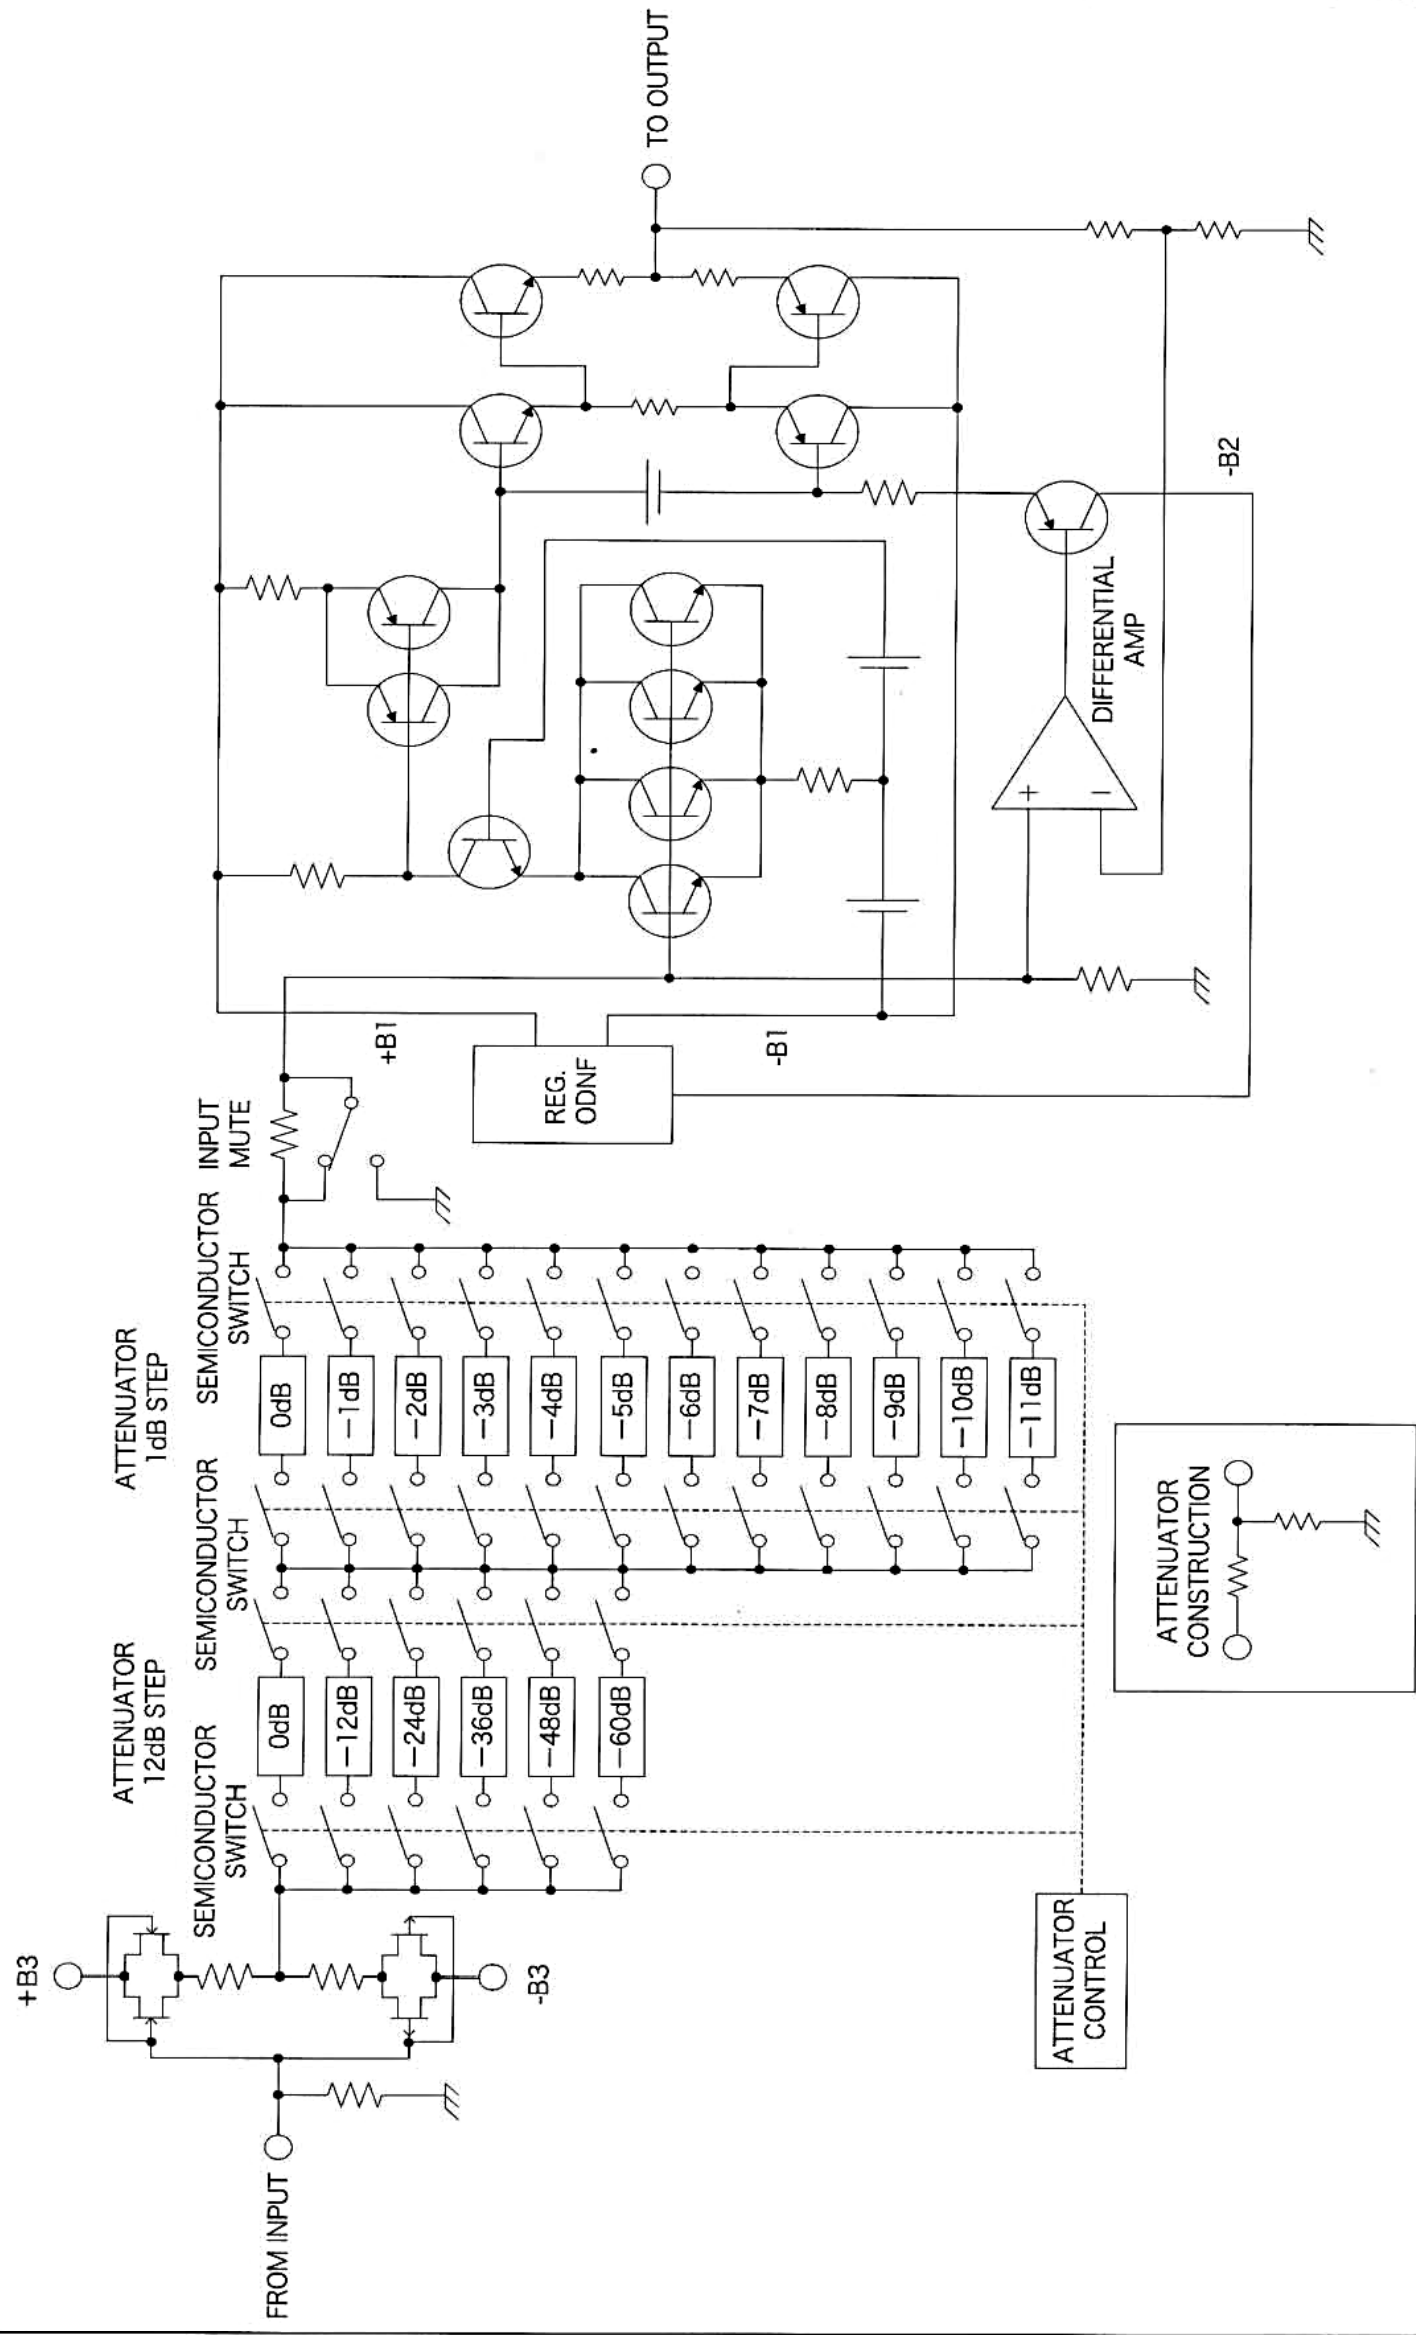 FROM INPUT
+B3
-B3
ATTENUATOR
12dB STEP
SEMICONDUCTOR
SWITCH
0dB
−12dB
−24dB
−36dB
−48dB
−60dB
SEMICONDUCTOR
SWITCH
ATTENUATOR
1dB STEP
0dB
−1dB
−2dB
−3dB
−4dB
−5dB
−6dB
−7dB
−8dB
−9dB
−10dB
−11dB
SEMICONDUCTOR
SWITCH
INPUT
MUTE
ATTENUATOR
CONTROL
ATTENUATOR
CONSTRUCTION
+B1
REG.
ODNF
-B1
+
−
DIFFERENTIAL
AMP
-B2
TO OUTPUT